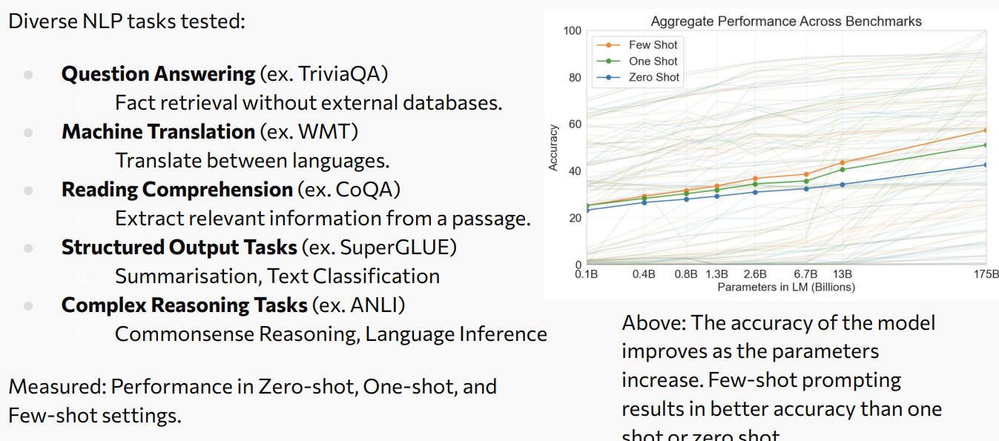 Diverse NLP tasks tested:
Question Answering (ex. TriviaQA)
Fact retrieval without external databases.
Machine Translation (ex. WMT)
Translate between languages.
Reading Comprehension (ex. CoQA)
Extract relevant information from a passage.
Structured Output Tasks (ex. SuperGLUE)
Summarisation, Text Classification
Complex Reasoning Tasks (ex. ANLI)
Commonsense Reasoning, Language Inference
Measured: Performance in Zero-shot, One-shot, and
Few-shot settings.
Aggregate Performance Across Benchmarks
Few Shot
One Shot
Zero Shot
Accuracy
100
80
60
40
20
0
0.1B 0.4B 0.8B 1.3B 2.6B 6.7B 13B 175B
Parameters in LM (Billions)
Above: The accuracy of the model
improves as the parameters
increase. Few-shot prompting
results in better accuracy than one
shot or zero shot